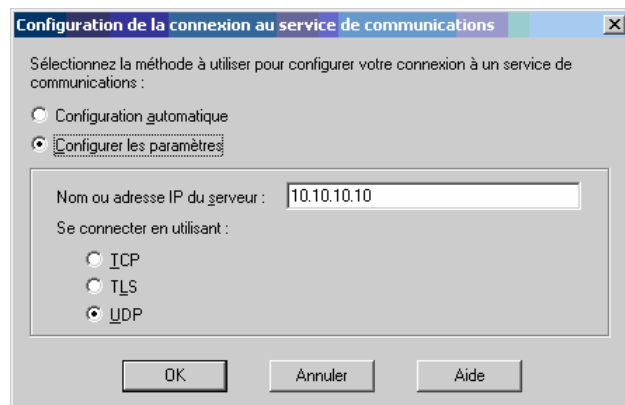 Configuration de la connexion au service de communications
Sélectionnez la méthode à utiliser pour configurer votre connexion à un service de
communications :
Configuration automatique
Configurer les paramètres
Nom ou adresse IP du serveur : 10.10.10.10
Se connecter en utilisant :
TCP
TLS
UDP
OK Annuler Aide